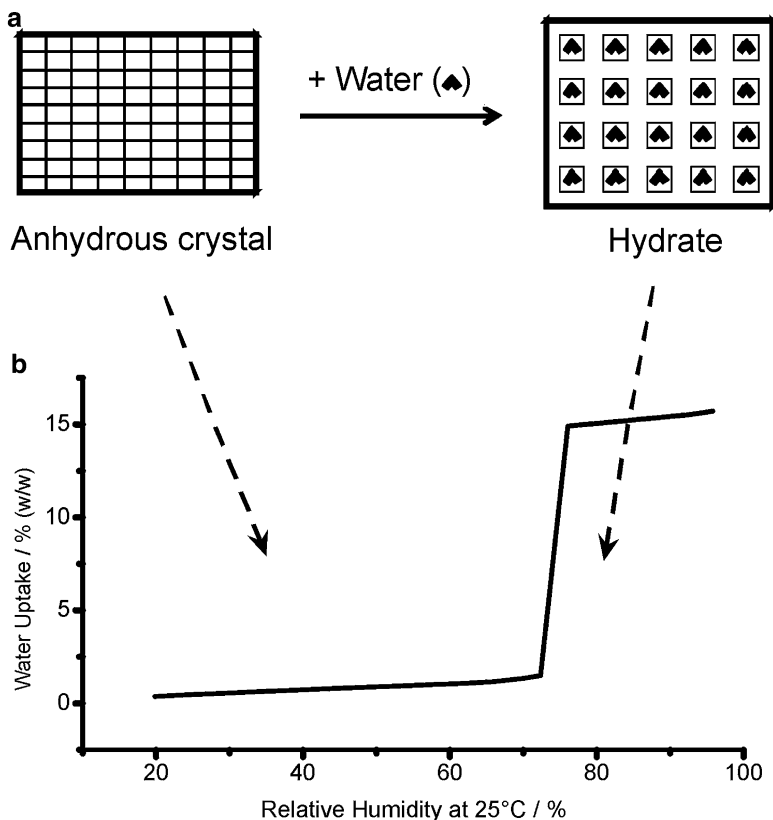 a
+ Water ( )
Anhydrous crystal
Hydrate
b
Water Uptake / % (w/w)
15
10
5
0
20
40
60
80
100
Relative Humidity at 25°C / %